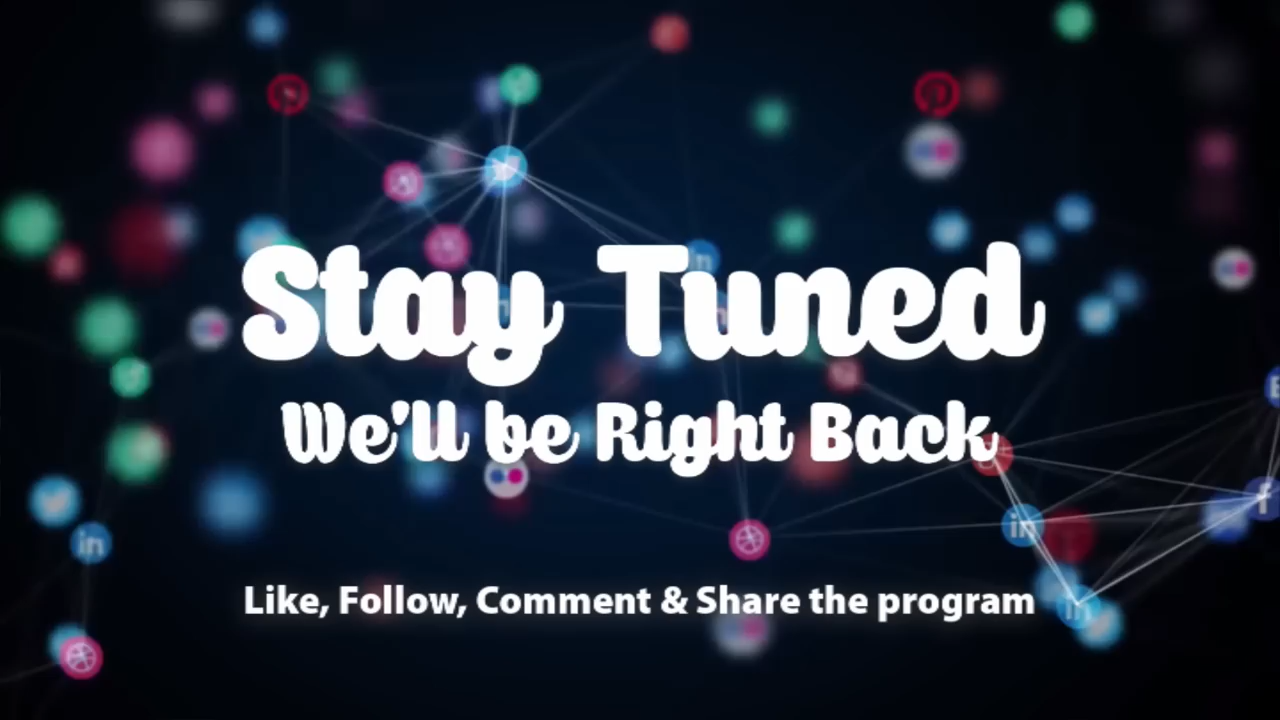 Stay Tuned
We'll be Right Back
Like, Follow, Comment & Share the program